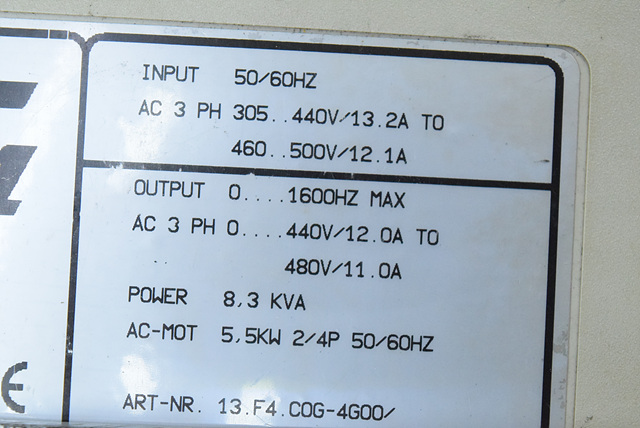 INPUT 50/60HZ
AC 3 PH 305..440V/13.2A TO
460..500V/12.1A
OUTPUT 0....1600HZ MAX
AC 3 PH 0....440V/12.0A TO
480V/11.0A
POWER 8,3 KVA
AC-MOT 5,5KW 2/4P 50/60HZ
CE
ART-NR. 13.F4.C0G-4G00/